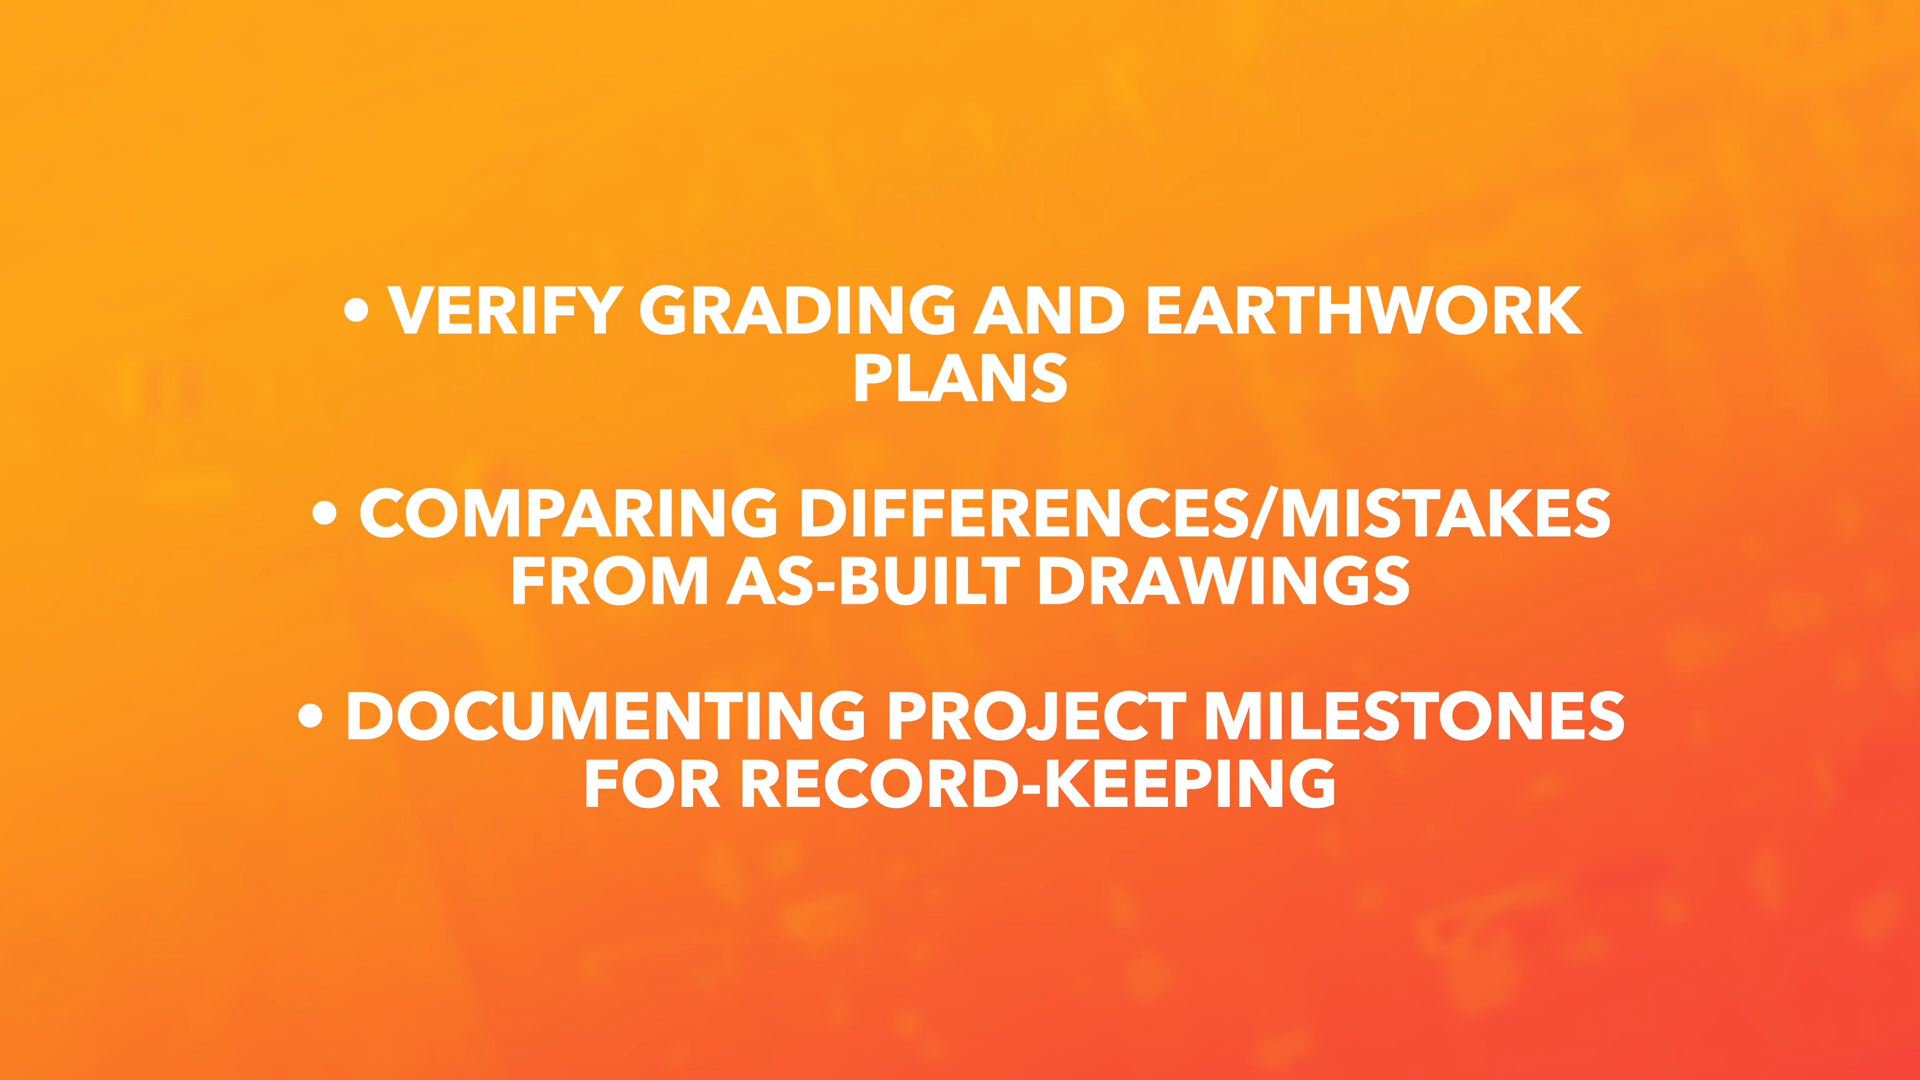 • VERIFY GRADING AND EARTHWORK
PLANS
• COMPARING DIFFERENCES/MISTAKES
FROM AS-BUILT DRAWINGS
• DOCUMENTING PROJECT MILESTONES
FOR RECORD-KEEPING